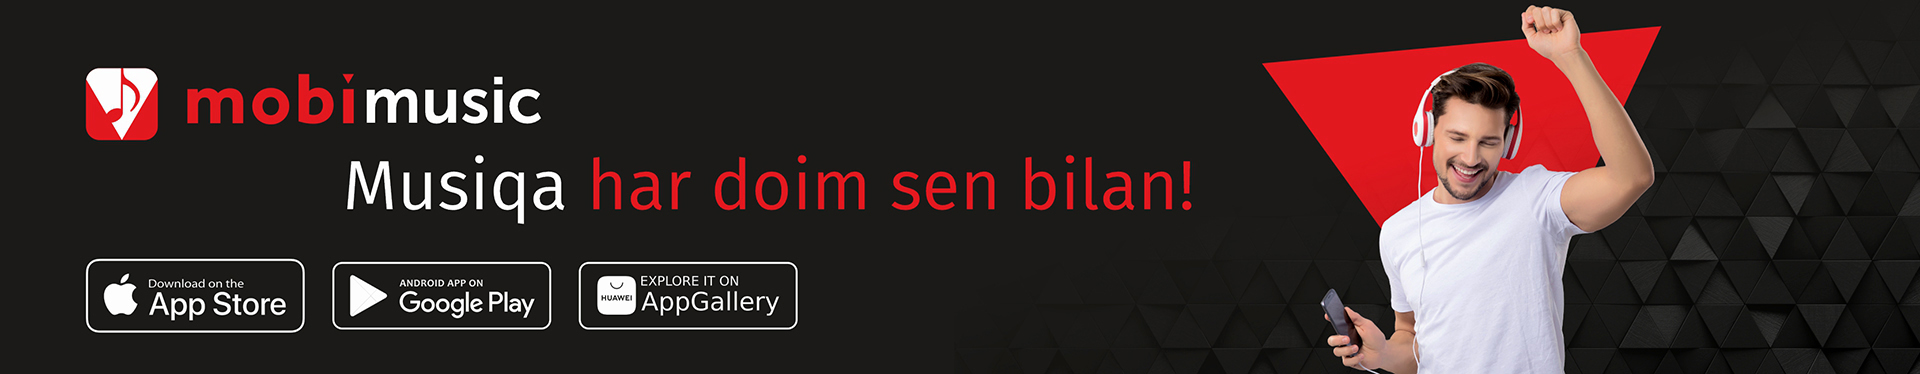 mobimusic
Musiqa har doim sen bilan!
Download on the
App Store
ANDROID APP ON
Google Play
EXPLORE IT ON
AppGallery
HUAWEI